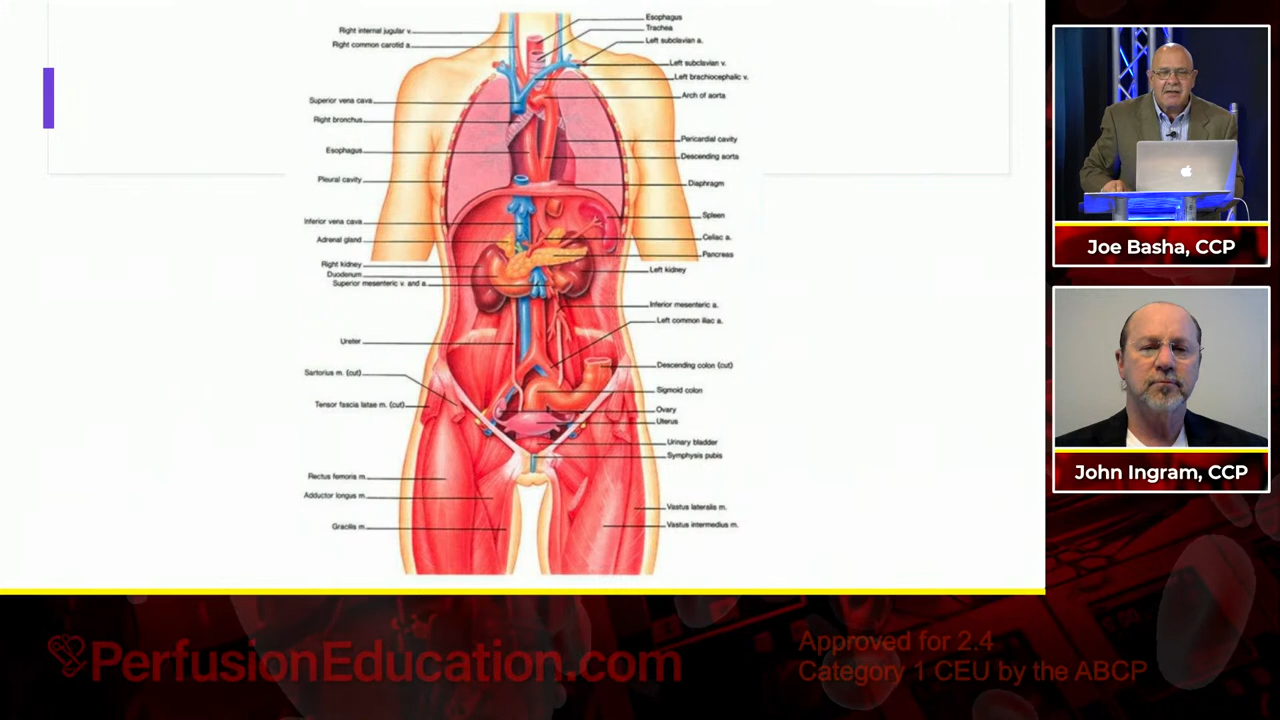 Right internal jugular v.
Right common carotid a.
Superior vena cava
Right bronchus
Esophagus
Pleural cavity
Inferior vena cava
Adrenal gland
Right kidney
Duodenum
Superior mesenteric v. and a.
Ureter
Sartorius m. (cut)
Tensor fascia latae m. (cut)
Rectus femoris m.
Adductor longus m.
Gracilis m.
Esophagus
Trachea
Left subclavian a.
Left subclavian v.
Left brachiocephalic v.
Arch of aorta
Pericardial cavity
Descending aorta
Diaphragm
Spleen
Celiac a.
Pancreas
Left kidney
Inferior mesenteric a.
Left common iliac a.
Descending colon (cut)
Sigmoid colon
Ovary
Uterus
Urinary bladder
Symphysis pubis
Vastus lateralis m.
Vastus intermedius m.
Joe Basha, CCP
John Ingram, CCP
PerfusionEducation.com
Approved for 2.4
Category 1 CEU by the ABCP